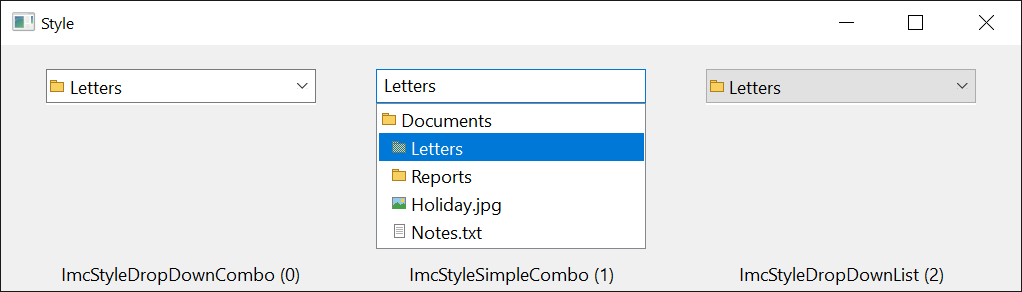 Style
Letters
Letters
Letters
Documents
Letters
Reports
Holiday.jpg
Notes.txt
ImcStyleDropDownCombo (0)
ImcStyleSimpleCombo (1)
ImcStyleDropDownList (2)